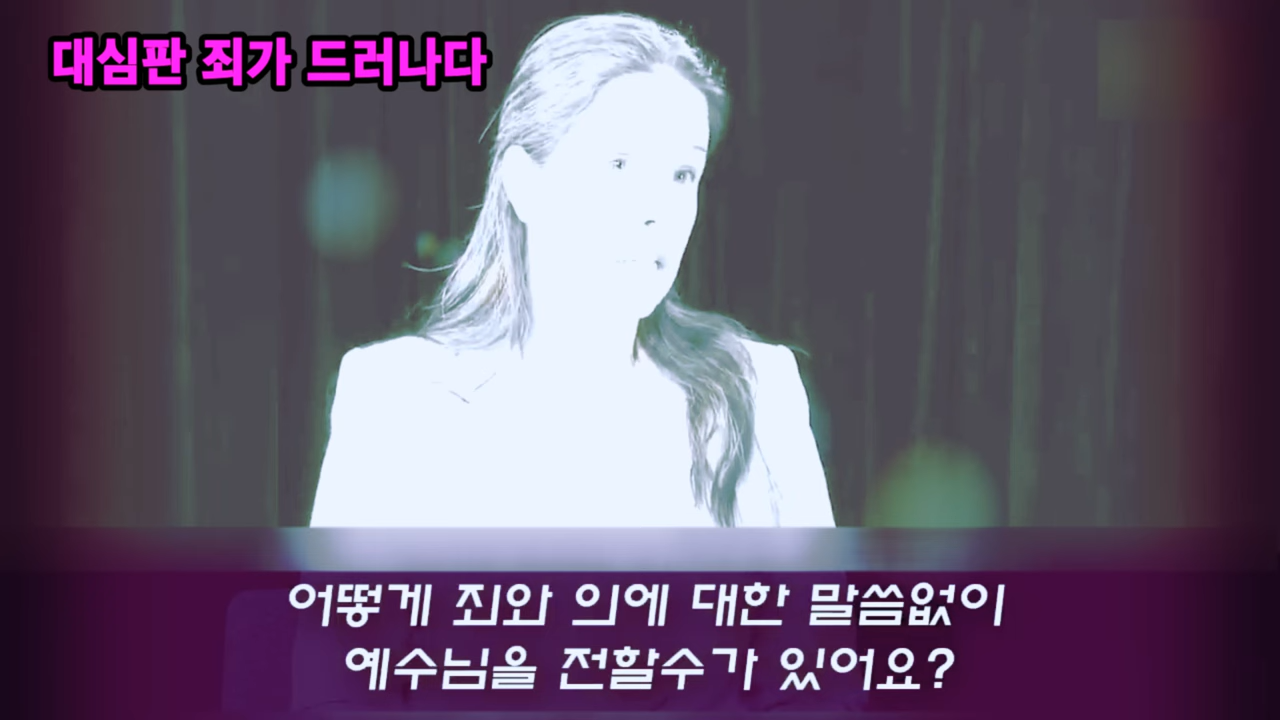 대심판 죄가 드러나다
어떻게 죄와 의에 대한 말씀없이
예수님을 전할수가 있어요?